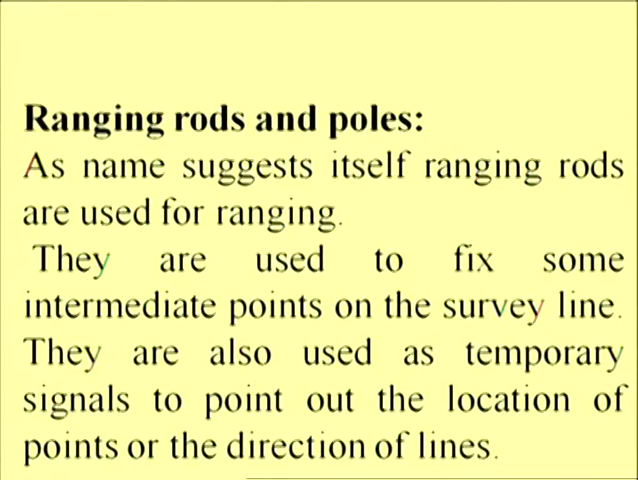 Ranging rods and poles:
As name suggests itself ranging rods
are used for ranging.
They are used to fix some
intermediate points on the survey line.
They are also used as temporary
signals to point out the location of
points or the direction of lines.